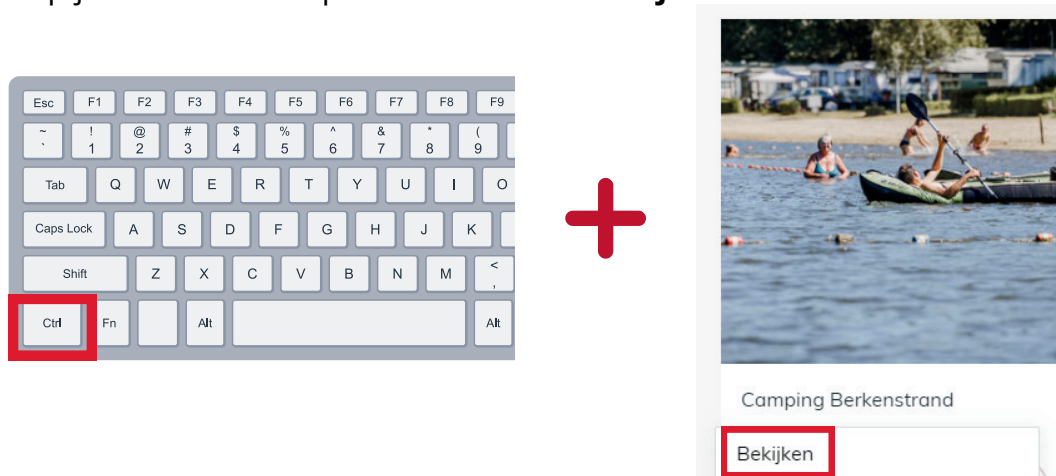 Esc F1 F2 F3 F4 F5 F6 F7 F8 F9
~ ! @ # $ % ^ & * (
` 1 2 3 4 5 6 7 8 9
Tab Q W E R T Y U I O
Caps Lock A S D F G H J K
Shift Z X C V B N M < ,
Ctrl Fn Alt Alt
Camping Berkenstrand
Bekijken